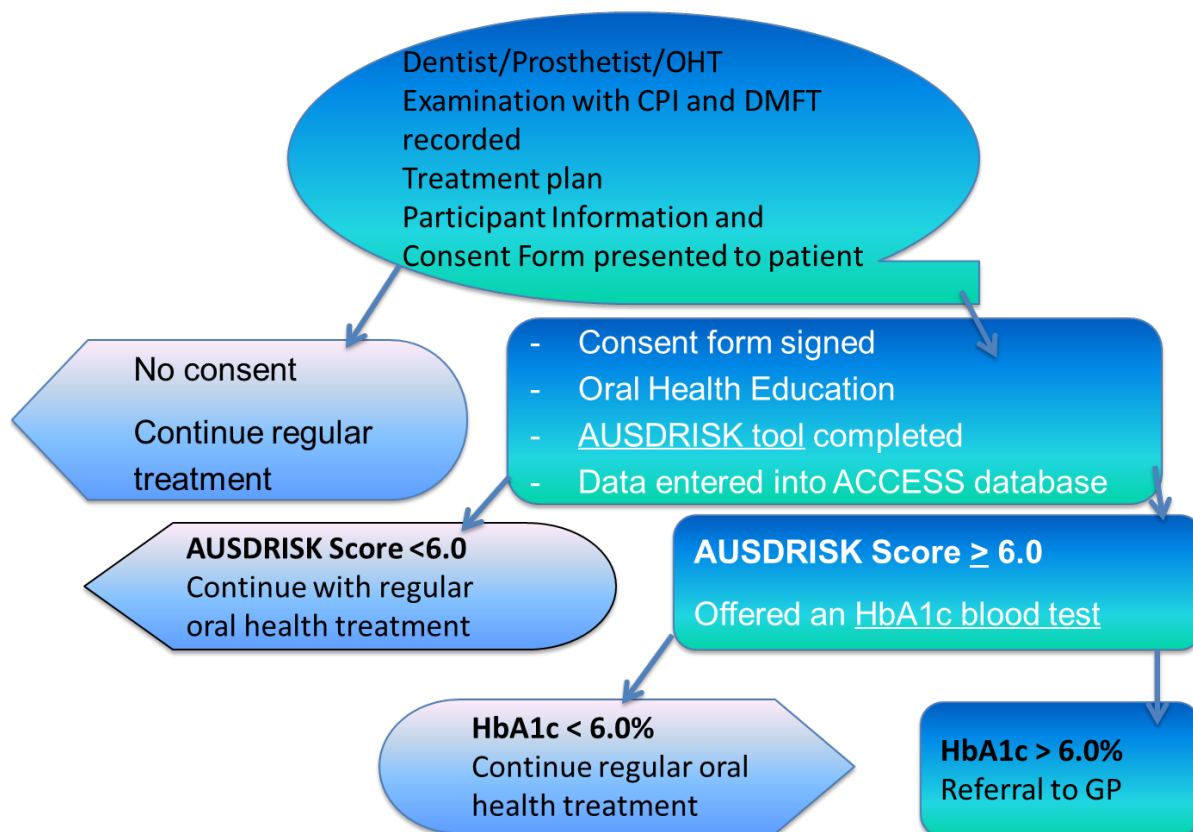 Dentist/Prosthetist/OHT
Examination with CPI and DMFT
recorded
Treatment plan
Participant Information and
Consent Form presented to patient
No consent
Continue regular
treatment
- Consent form signed
- Oral Health Education
- AUSDRISK tool completed
- Data entered into ACCESS database
AUSDRISK Score <6.0
Continue with regular
oral health treatment
AUSDRISK Score ≥ 6.0
Offered an HbA1c blood test
HbA1c < 6.0%
Continue regular oral
health treatment
HbA1c > 6.0%
Referral to GP